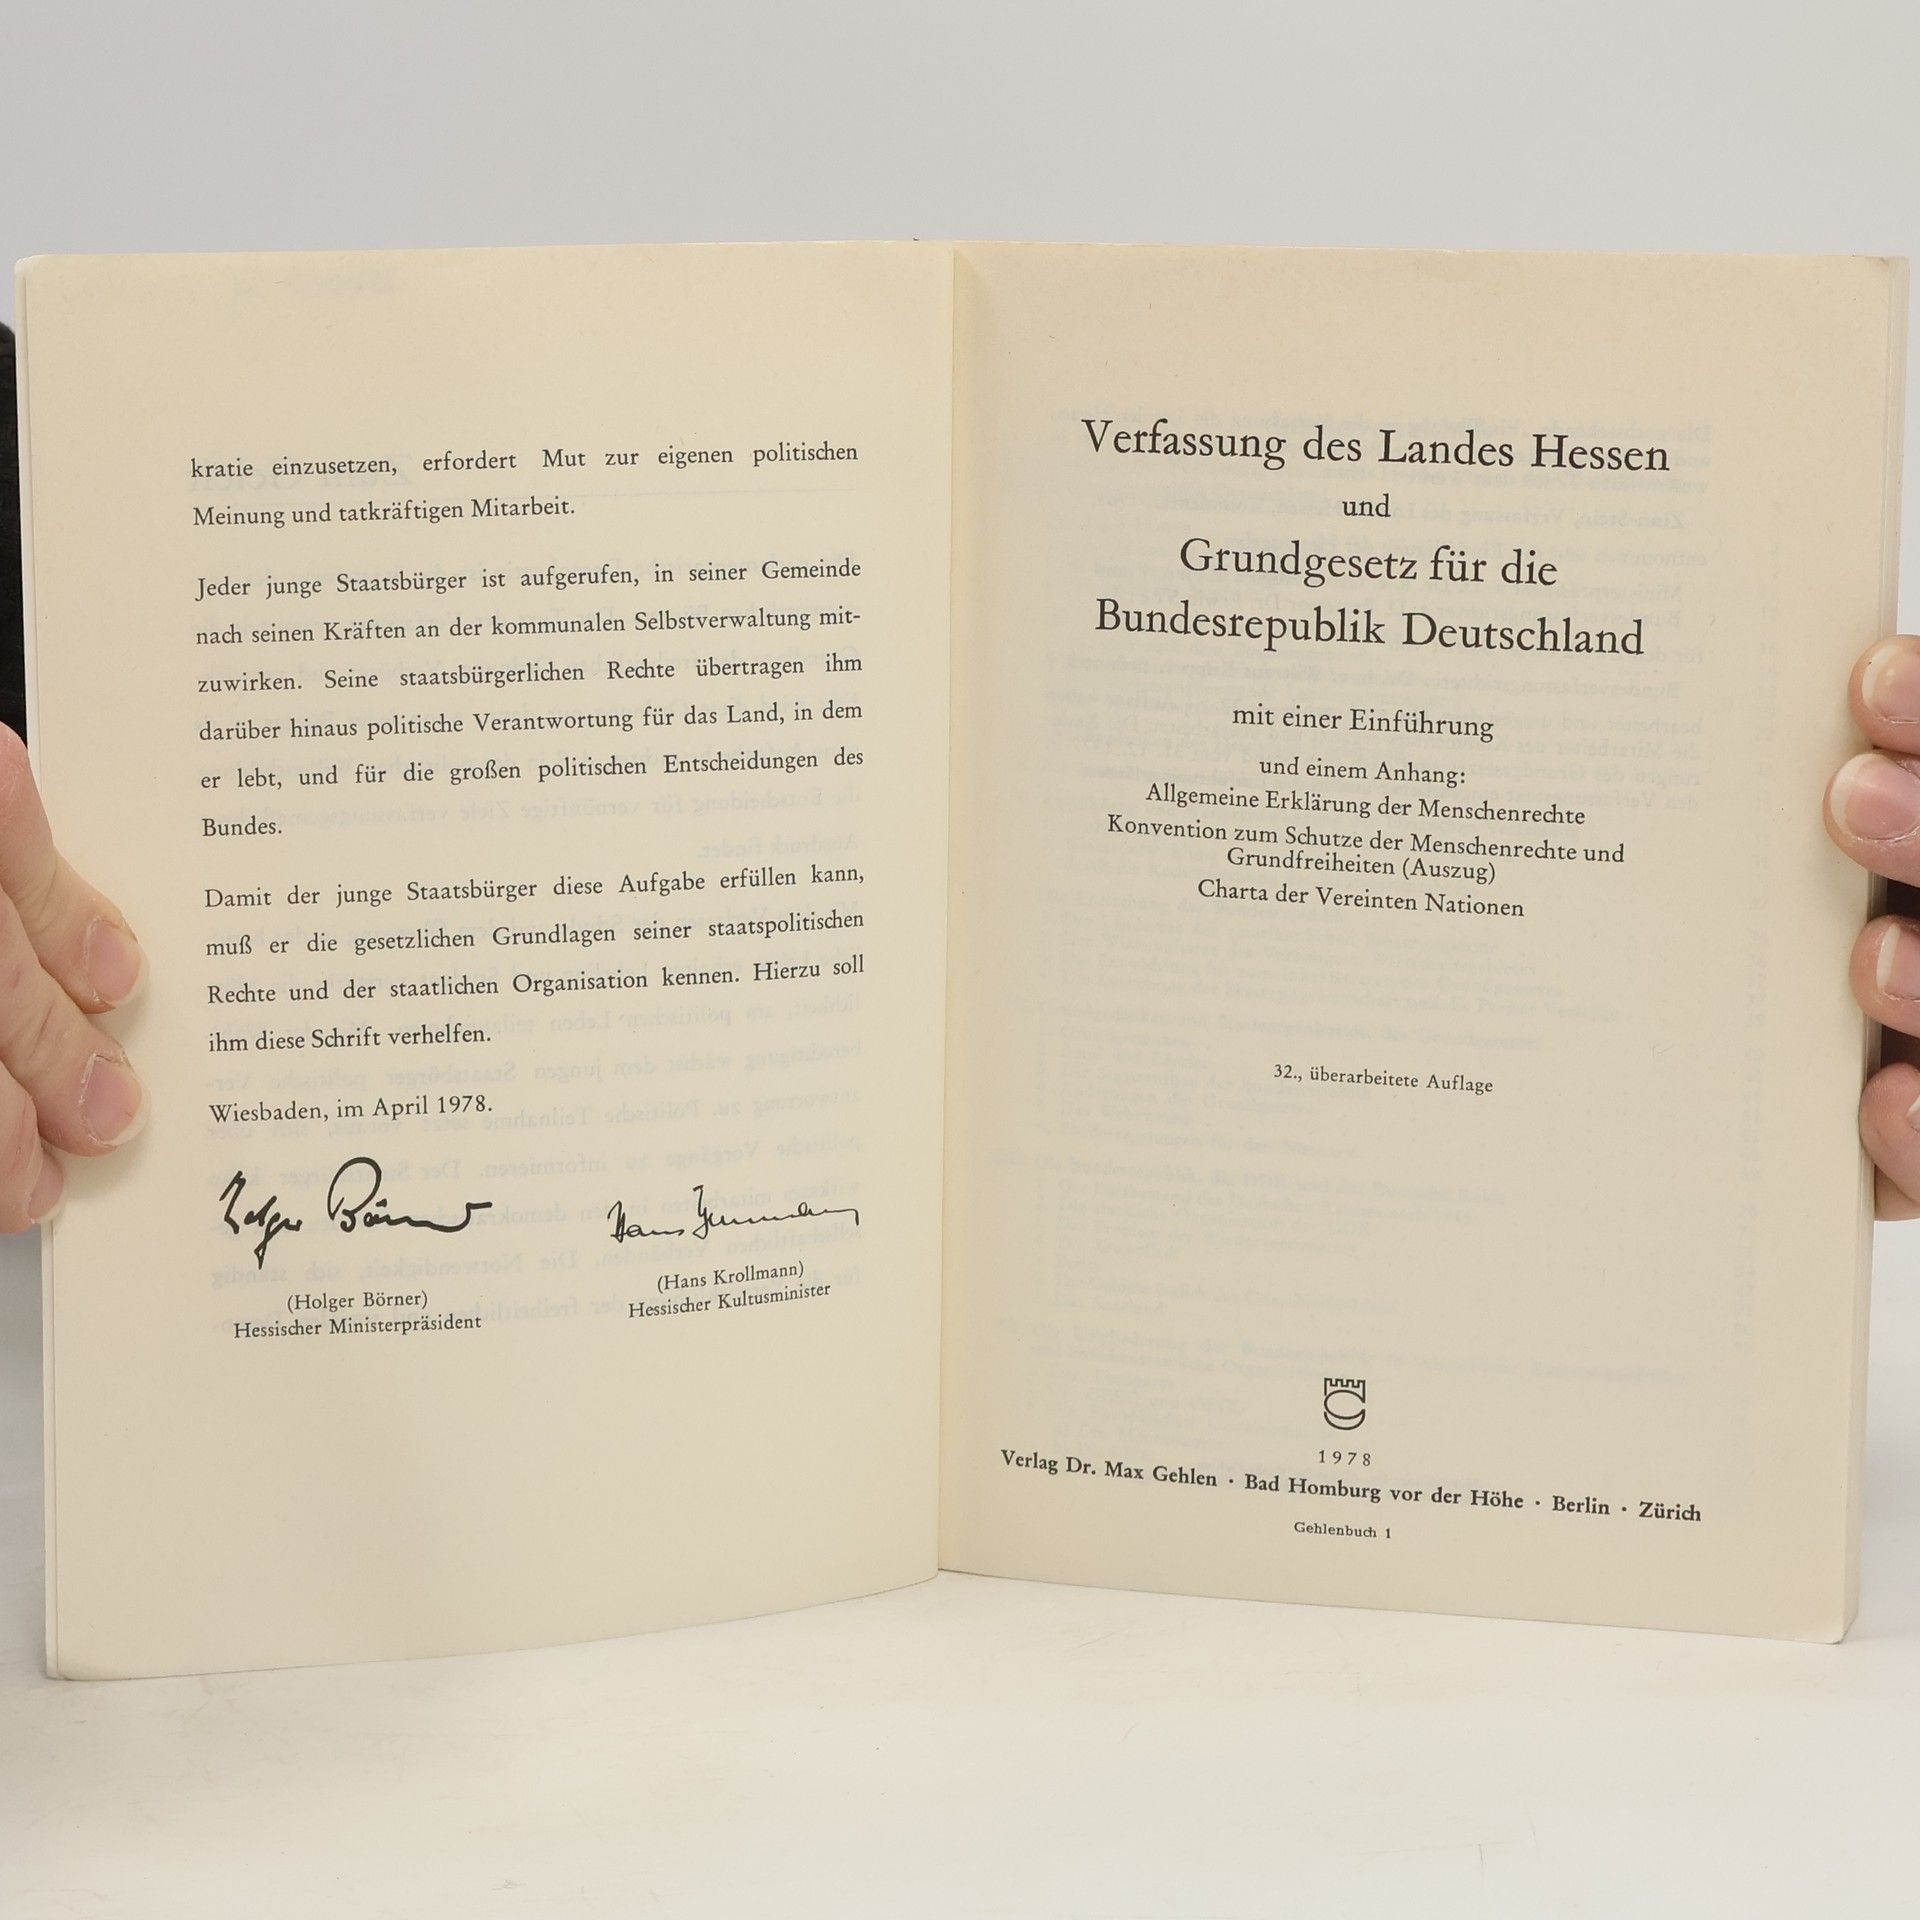 kratie einzusetzen, erfordert Mut zur eigenen politischen
Meinung und tatkräftigen Mitarbeit.
Jeder junge Staatsbürger ist aufgerufen, in seiner Gemeinde
nach seinen Kräften an der kommunalen Selbstverwaltung mit-
zuwirken. Seine staatsbürgerlichen Rechte übertragen ihm
darüber hinaus politische Verantwortung für das Land, in dem
er lebt, und für die großen politischen Entscheidungen des
Bundes.
Damit der junge Staatsbürger diese Aufgabe erfüllen kann,
muß er die gesetzlichen Grundlagen seiner staatspolitischen
Rechte und der staatlichen Organisation kennen. Hierzu soll
ihm diese Schrift verhelfen.
Wiesbaden, im April 1978.
Holger Börner
(Holger Börner)
Hessischer Ministerpräsident
Hans Krollmann
(Hans Krollmann)
Hessischer Kultusminister
Verfassung des Landes Hessen
und
Grundgesetz für die
Bundesrepublik Deutschland
mit einer Einführung
und einem Anhang:
Allgemeine Erklärung der Menschenrechte
Konvention zum Schutze der Menschenrechte und
Grundfreiheiten (Auszug)
Charta der Vereinten Nationen
32., überarbeitete Auflage
1978
Verlag Dr. Max Gehlen · Bad Homburg vor der Höhe · Berlin · Zürich
Gehlenbuch 1